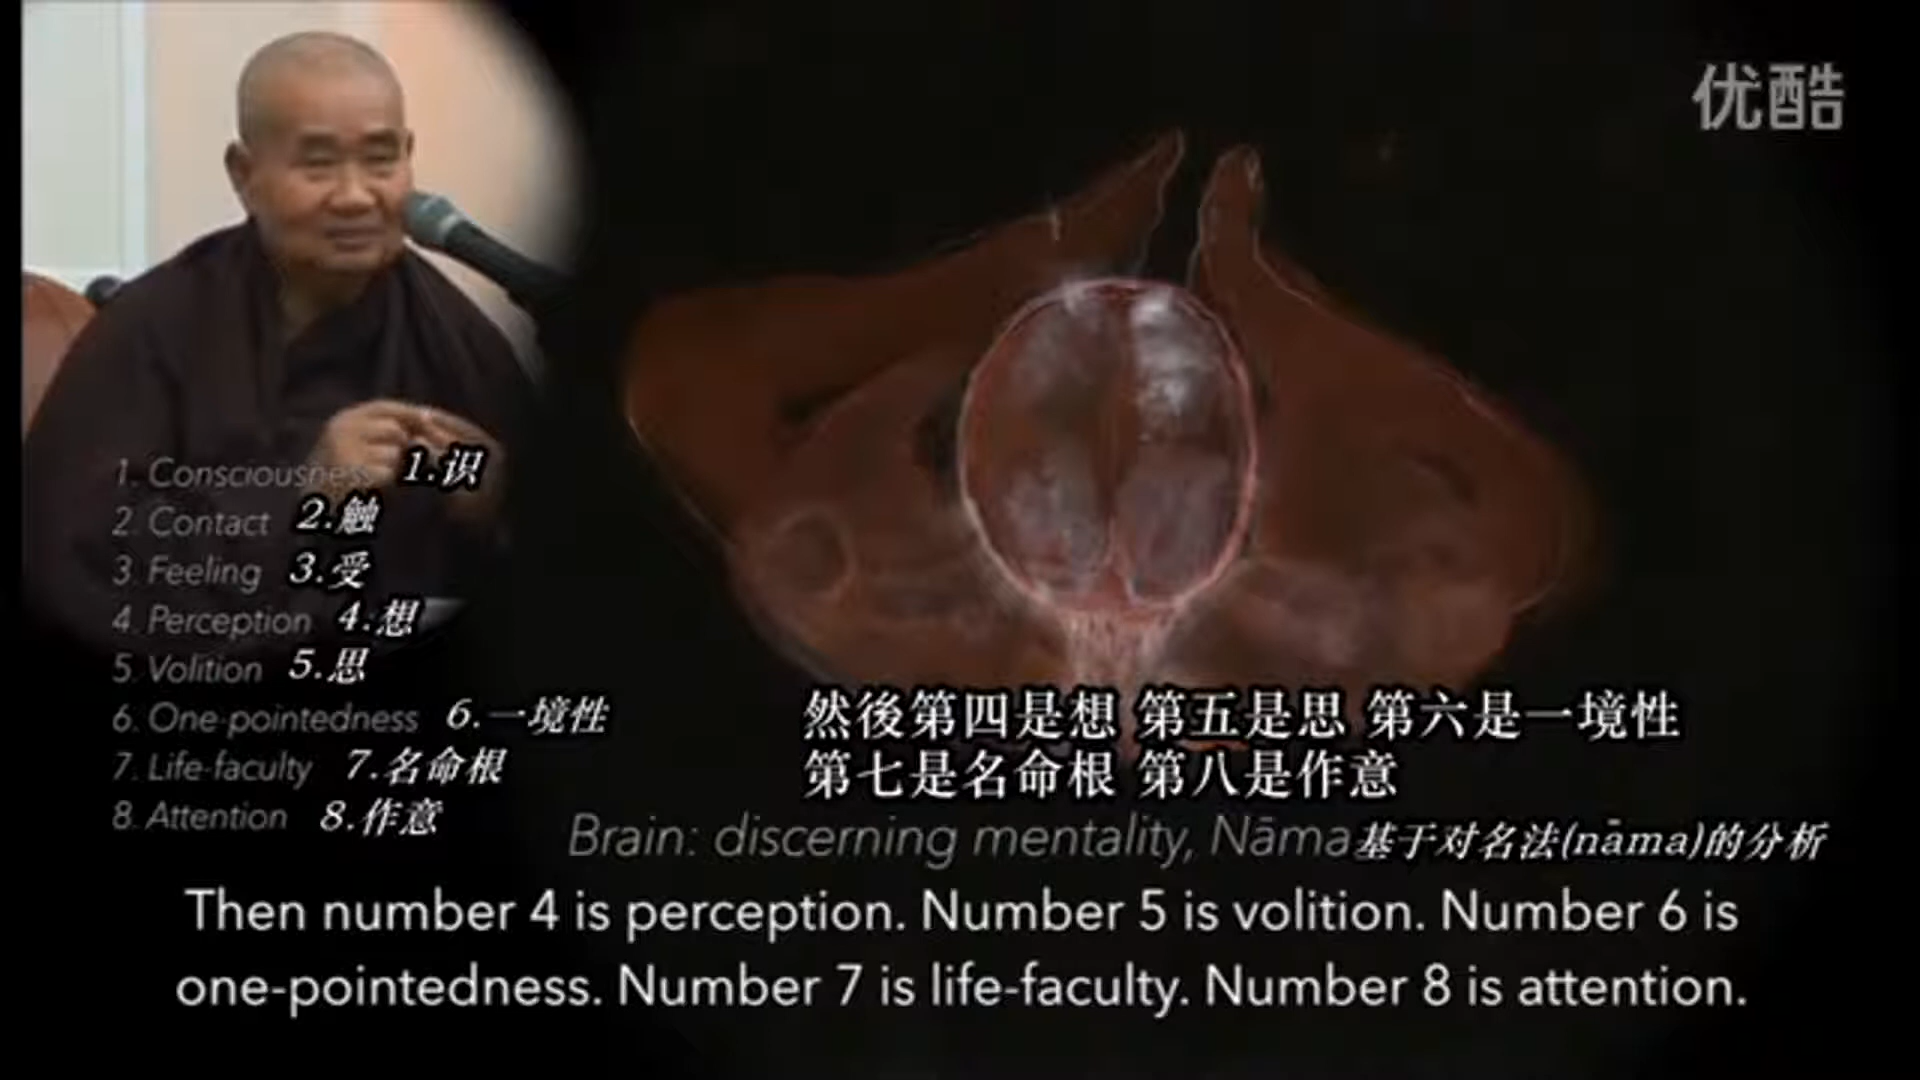 优酷
1. Consciousness 1.识
2. Contact 2.触
3. Feeling 3.受
4. Perception 4.想
5. Volition 5.思
6. One-pointedness 6.一境性
7. Life-faculty 7.名命根
8. Attention 8.作意
然後第四是想 第五是思 第六是一境性
第七是名命根 第八是作意
Brain: discerning mentality, Nāma 基于对名法(nāma)的分析
Then number 4 is perception. Number 5 is volition. Number 6 is
one-pointedness. Number 7 is life-faculty. Number 8 is attention.